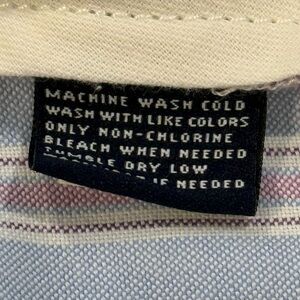 MACHINE WASH COLD
WASH WITH LIKE COLORS
ONLY NON-CHLORINE
BLEACH WHEN NEEDED
TUMBLE DRY LOW
IF NEEDED